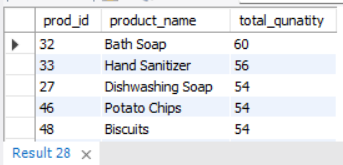 prod_id product_name total_qunatity
32 Bath Soap 60
33 Hand Sanitizer 56
27 Dishwashing Soap 54
46 Potato Chips 54
48 Biscuits 54
Result 28 ×